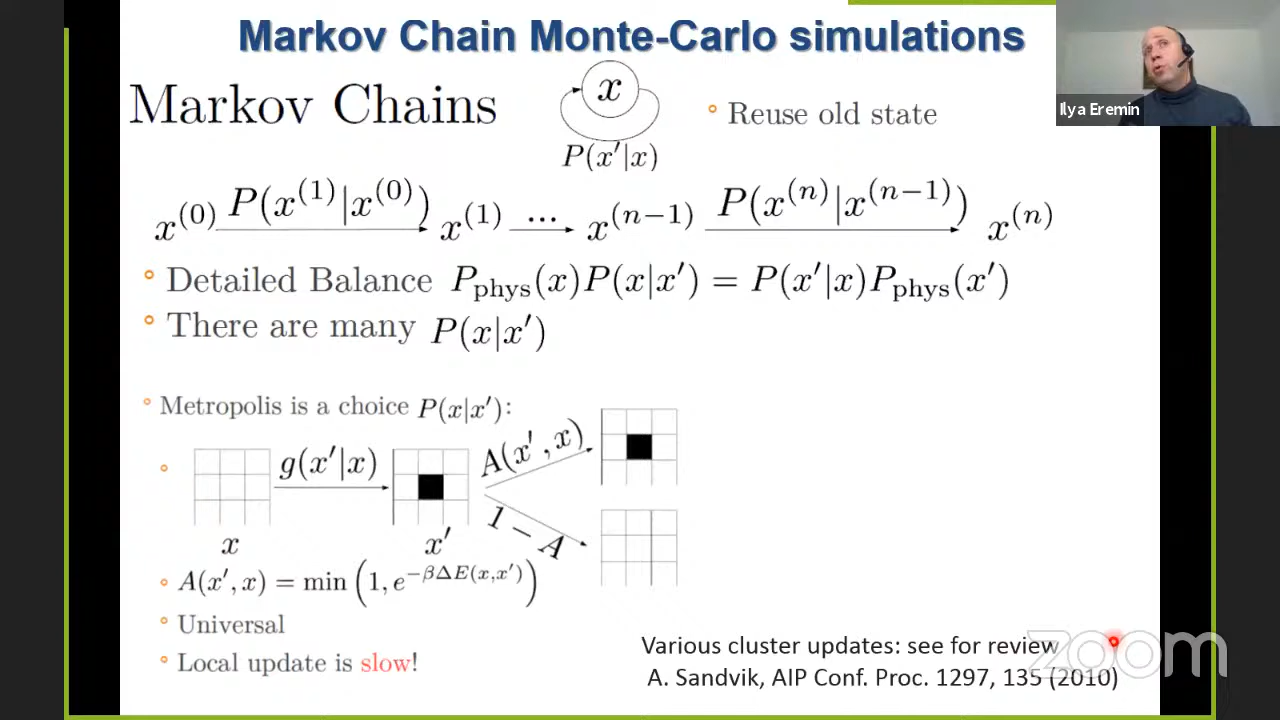 Markov Chain Monte-Carlo simulations
Ilya Eremin
Markov Chains
x
P(x′|x)
Reuse old state
x^(0) P(x^(1)|x^(0)) x^(1) ... x^(n−1) P(x^(n)|x^(n−1)) x^(n)
Detailed Balance P_phys(x)P(x|x′) = P(x′|x)P_phys(x′)
There are many P(x|x′)
Metropolis is a choice P(x|x′):
g(x′|x)
A(x′, x)
1 − A
x
x′
A(x′, x) = min (1, e^(−βΔE(x,x′)))
Universal
Local update is slow!
Various cluster updates: see for review
A. Sandvik, AIP Conf. Proc. 1297, 135 (2010)
zoom